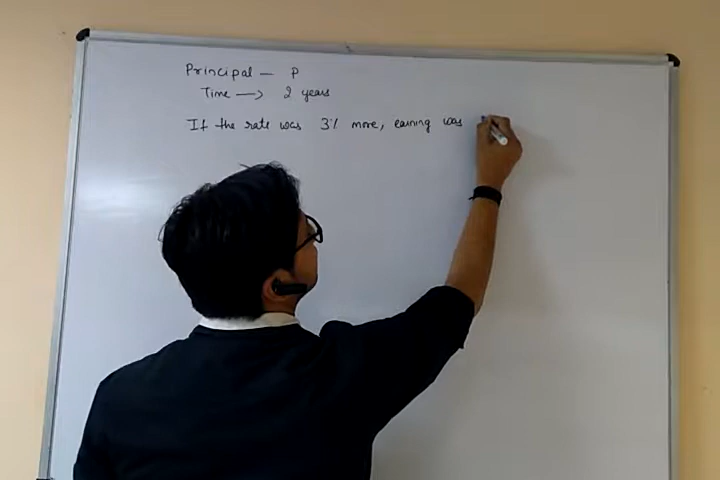 Principal — P
Time —> 2 years
If the rate was 3% more, earning was